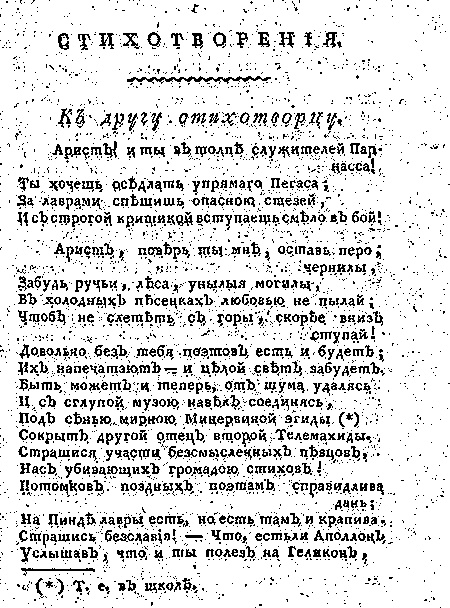 СТИХОТВОРЕНІЯ.
Къ другу стихотворцу.
Аристъ! и ты въ толпѣ служителей Пар-
насса!
Ты хочешь осѣдлать упрямаго Пегаса;
За лаврами спѣшишь опасною стезей,
И съ строгой критикой вступаешь смѣло въ бой!
Аристъ, повѣрь ты мнѣ, оставь перо,
чернилы,
Забудь ручьи, лѣса, унылыя могилы,
Въ холодныхъ пѣсенкахъ любовью не пылай;
Чтобъ не слетѣть съ горы, скорѣе внизъ
ступай!
Довольно безъ тебя поэтовъ есть и будетъ;
Ихъ напечатаютъ — и цѣлой свѣтъ забудетъ.
Быть можетъ и теперь, отъ шума удалясь
И съ глупой музою навѣкъ соединясь,
Подъ сѣнью мирною Минервиной эгиды (*)
Сокрытъ другой отецъ второй Телемахиды.
Страшися участи безсмысленныхъ пѣвцовъ,
Насъ убивающихъ громадою стиховъ!
Потомковъ поздныхъ поэтамъ справидлива
дань;
На Пиндѣ лавры есть, но есть тамъ и крапива.
Страшись безславія! — Что, естьли Аполлонъ,
Услышавъ, что и ты полезъ на Геликонъ,
(*) Т. е. въ школѣ.